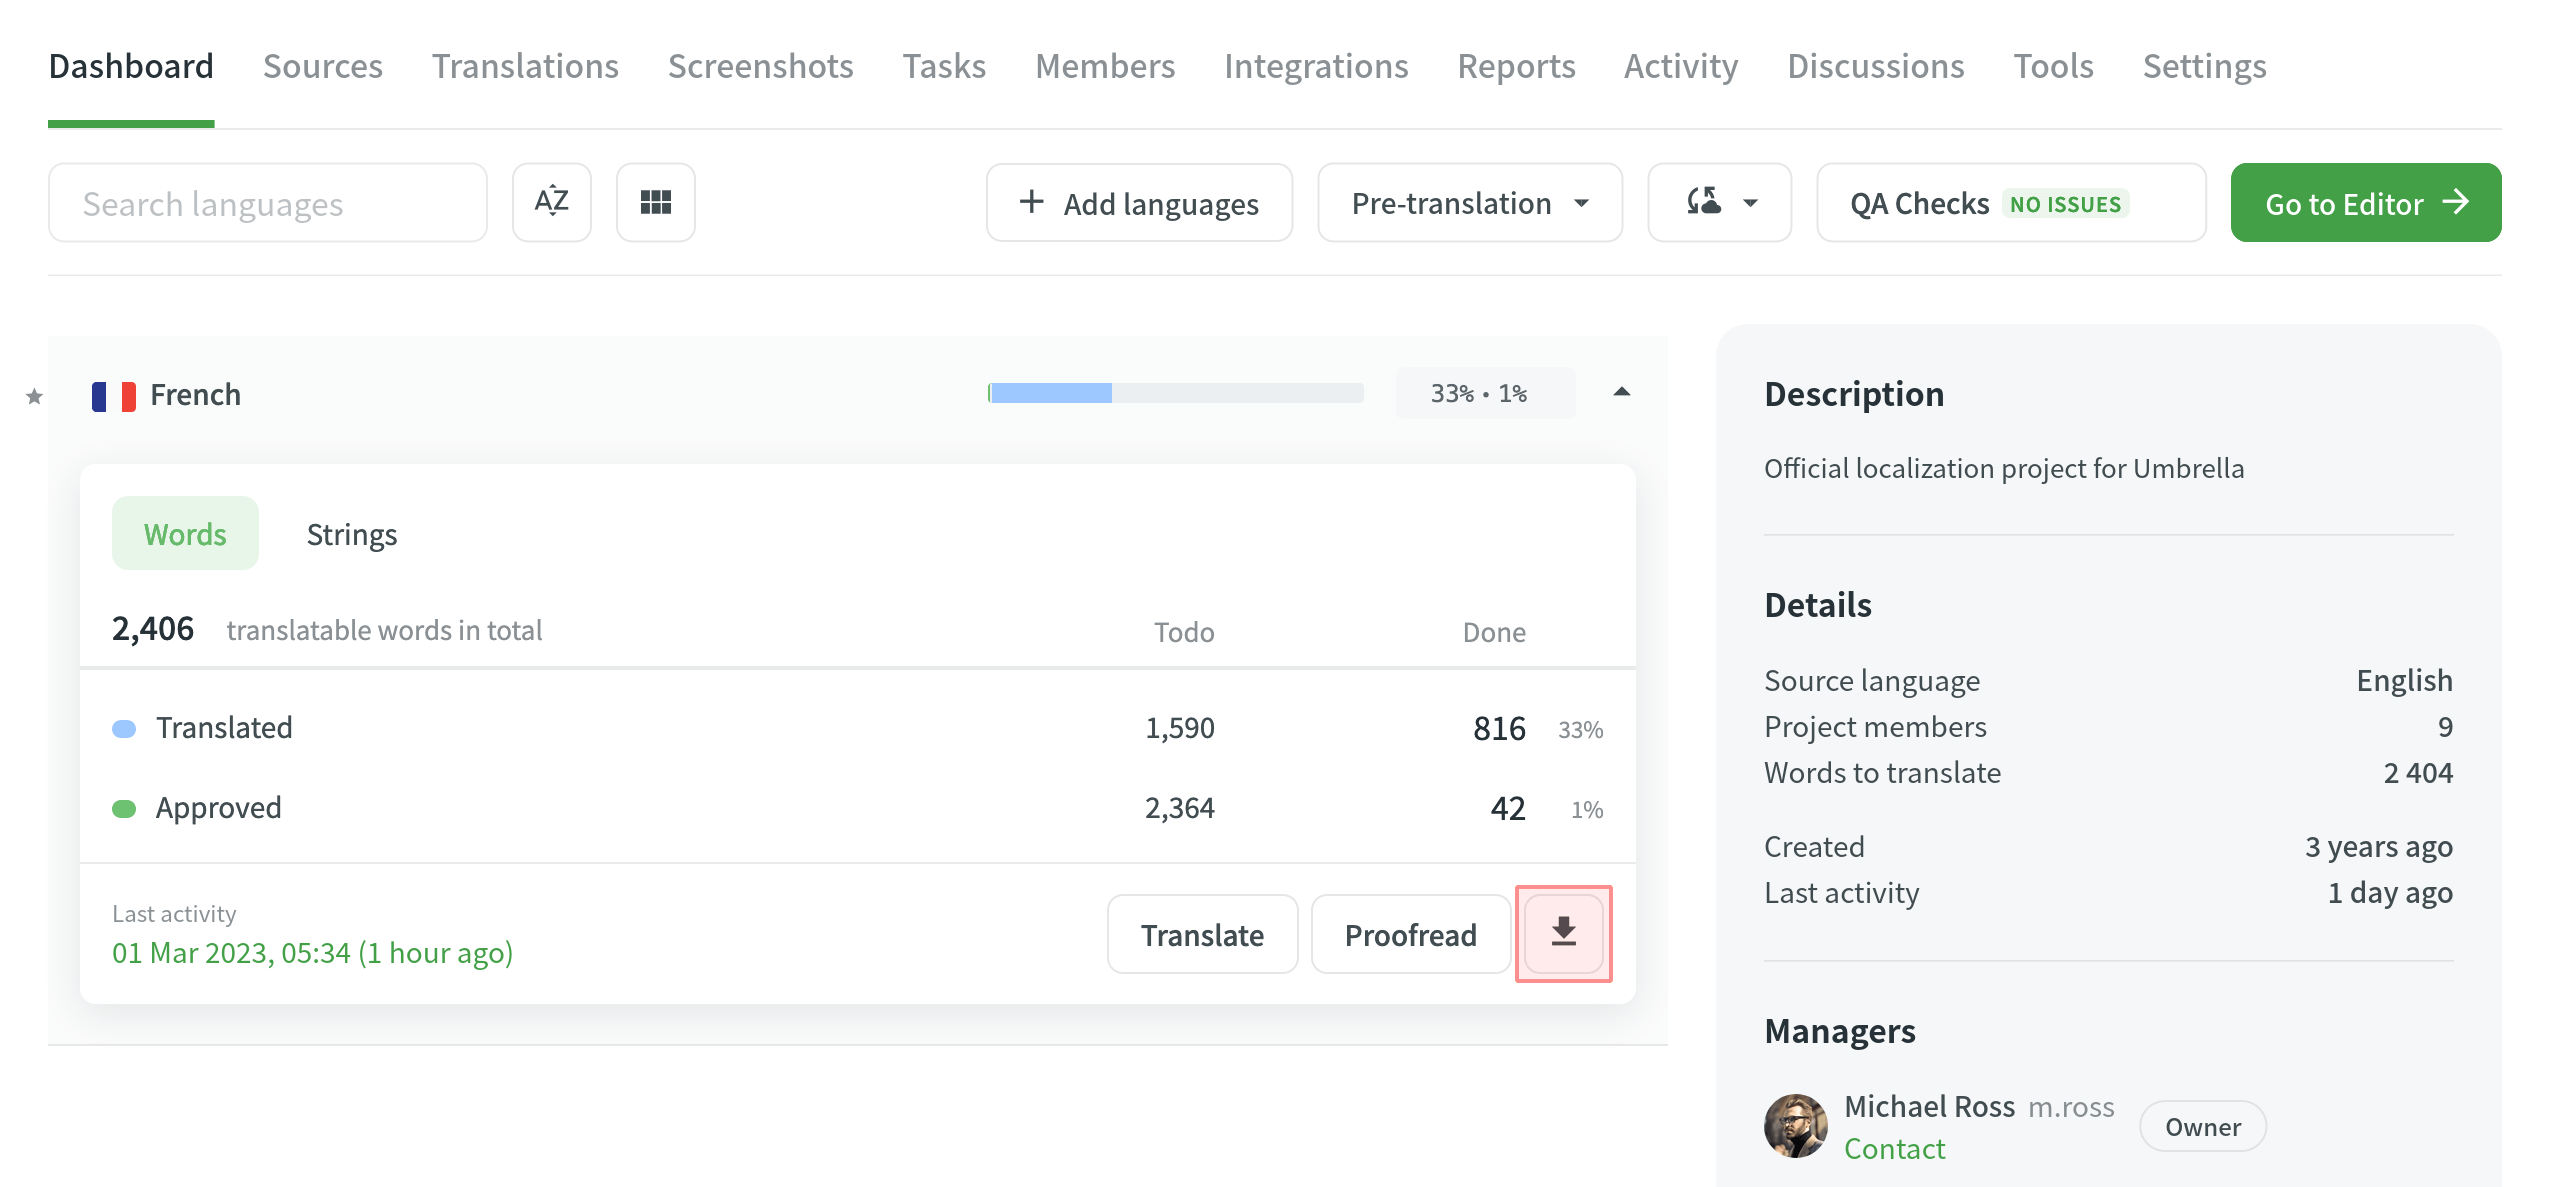 Dashboard Sources Translations Screenshots Tasks Members Integrations Reports Activity Discussions Tools Settings
Search languages AZ + Add languages Pre-translation QA Checks NO ISSUES Go to Editor →
French 33% • 1%
Words Strings
2,406 translatable words in total Todo Done
Translated 1,590 816 33%
Approved 2,364 42 1%
Last activity
01 Mar 2023, 05:34 (1 hour ago)
Translate Proofread
Description
Official localization project for Umbrella
Details
Source language English
Project members 9
Words to translate 2 404
Created 3 years ago
Last activity 1 day ago
Managers
Michael Ross m.ross
Contact
Owner